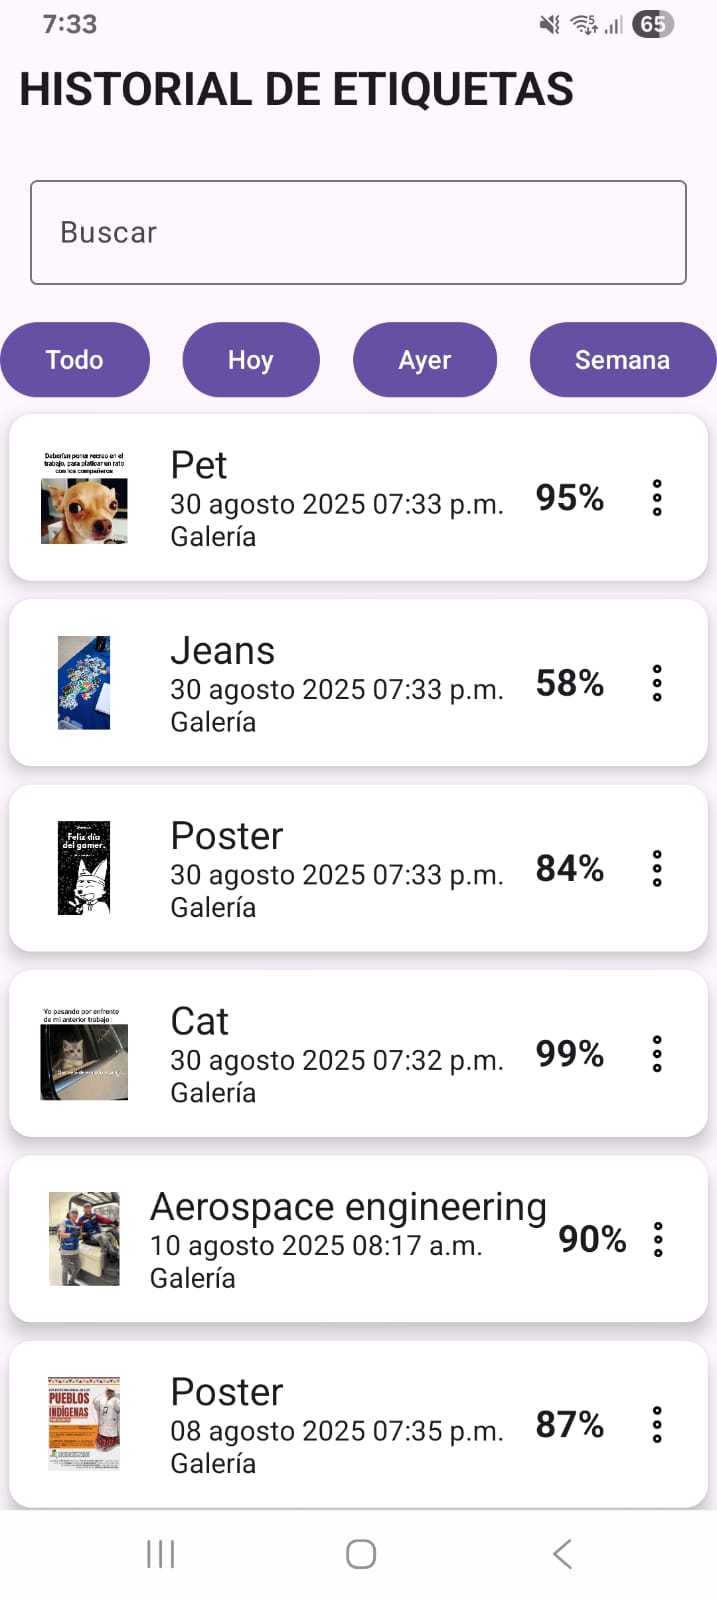 7:33
65
HISTORIAL DE ETIQUETAS
Buscar
Todo Hoy Ayer Semana
Deberían poner recreo en el
trabajo, para platicar un rato
con los compañeros
Pet
30 agosto 2025 07:33 p.m.
Galería
95%
Jeans
30 agosto 2025 07:33 p.m.
Galería
58%
Feliz día
del gamer.
Poster
30 agosto 2025 07:33 p.m.
Galería
84%
Yo pasando por enfrente
de mi anterior trabajo:
Cat
30 agosto 2025 07:32 p.m.
Galería
99%
Aerospace engineering
10 agosto 2025 08:17 a.m.
Galería
90%
PUEBLOS
INDÍGENAS
Poster
08 agosto 2025 07:35 p.m.
Galería
87%